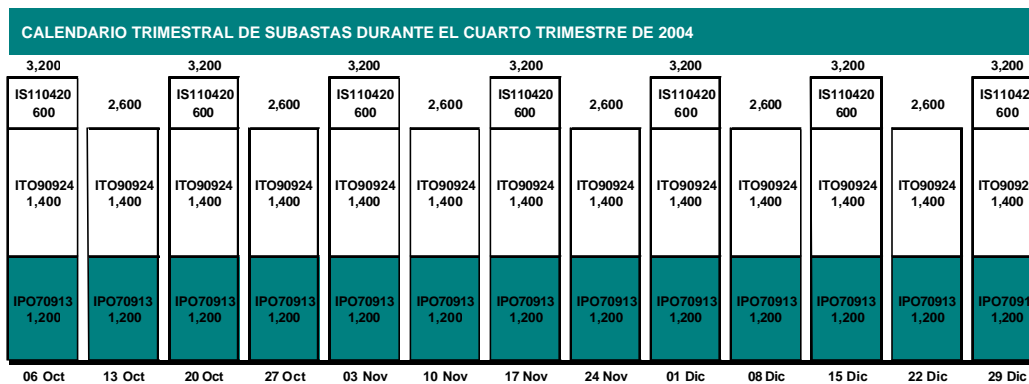 CALENDARIO TRIMESTRAL DE SUBASTAS DURANTE EL CUARTO TRIMESTRE DE 2004
3,200 3,200 3,200 3,200 3,200 3,200 3,200
IS110420 IS110420 IS110420 IS110420 IS110420 IS110420 IS11042
600 2,600 600 2,600 600 2,600 600 2,600 600 2,600 600 2,600 600
ITO90924 ITO90924 ITO90924 ITO90924 ITO90924 ITO90924 ITO90924 ITO90924 ITO90924 ITO90924 ITO90924 ITO90924 ITO9092
1,400 1,400 1,400 1,400 1,400 1,400 1,400 1,400 1,400 1,400 1,400 1,400 1,400
IPO70913 IPO70913 IPO70913 IPO70913 IPO70913 IPO70913 IPO70913 IPO70913 IPO70913 IPO70913 IPO70913 IPO70913 IPO7091
1,200 1,200 1,200 1,200 1,200 1,200 1,200 1,200 1,200 1,200 1,200 1,200 1,200
06 Oct 13 Oct 20 Oct 27 Oct 03 Nov 10 Nov 17 Nov 24 Nov 01 Dic 08 Dic 15 Dic 22 Dic 29 Dic